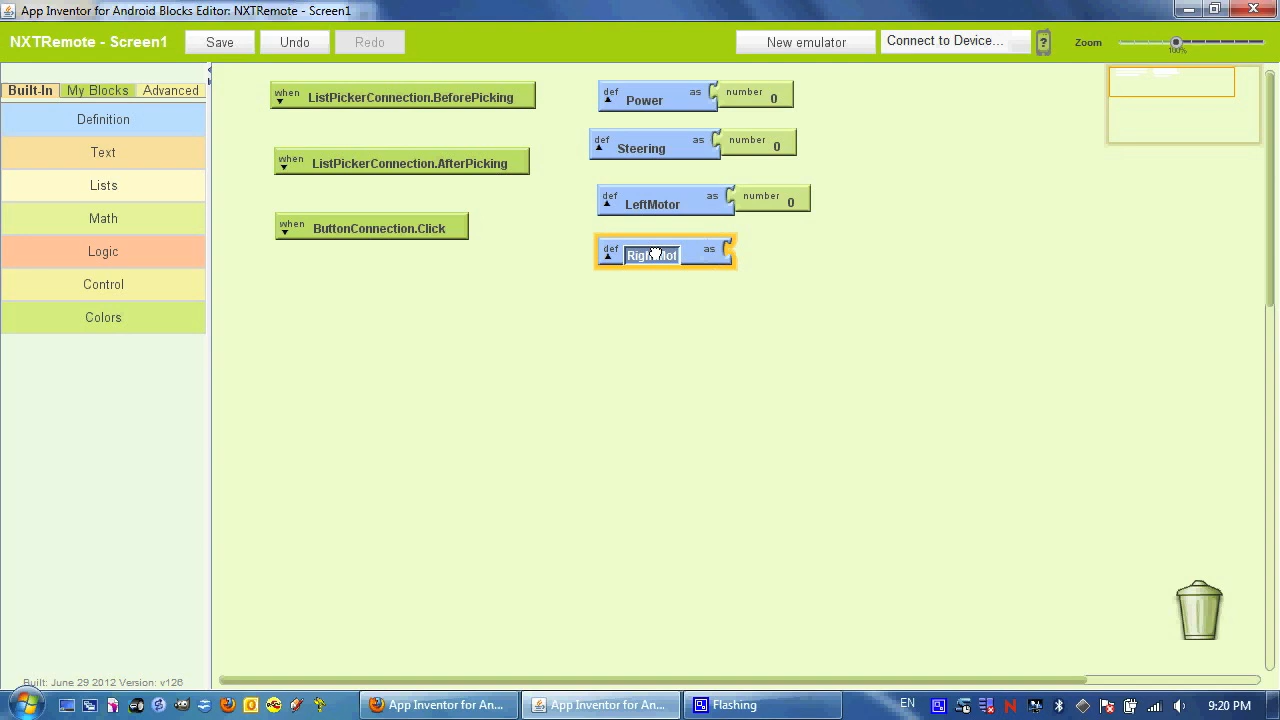 App Inventor for Android Blocks Editor: NXTRemote - Screen1
NXTRemote - Screen1
Save
Undo
Redo
New emulator
Connect to Device...
?
Zoom
100%
Built-In
My Blocks
Advanced
Definition
Text
Lists
Math
Logic
Control
Colors
when ListPickerConnection.BeforePicking
when ListPickerConnection.AfterPicking
when ButtonConnection.Click
def Power as number 0
def Steering as number 0
def LeftMotor as number 0
def as
Built: June 29 2012 Version: v126
App Inventor for An...
App Inventor for An...
Flashing
EN
9:20 PM